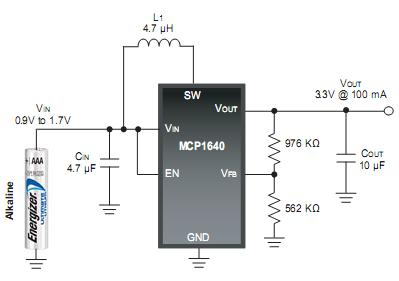 L1
4.7 µH
SW
VOUT
VOUT
3.3V @ 100 mA
VIN
0.9V to 1.7V
VIN
MCP1640
976 KΩ
CIN
4.7 µF
EN
VFB
COUT
10 µF
562 KΩ
GND
Alkaline
+ AAA
Energizer